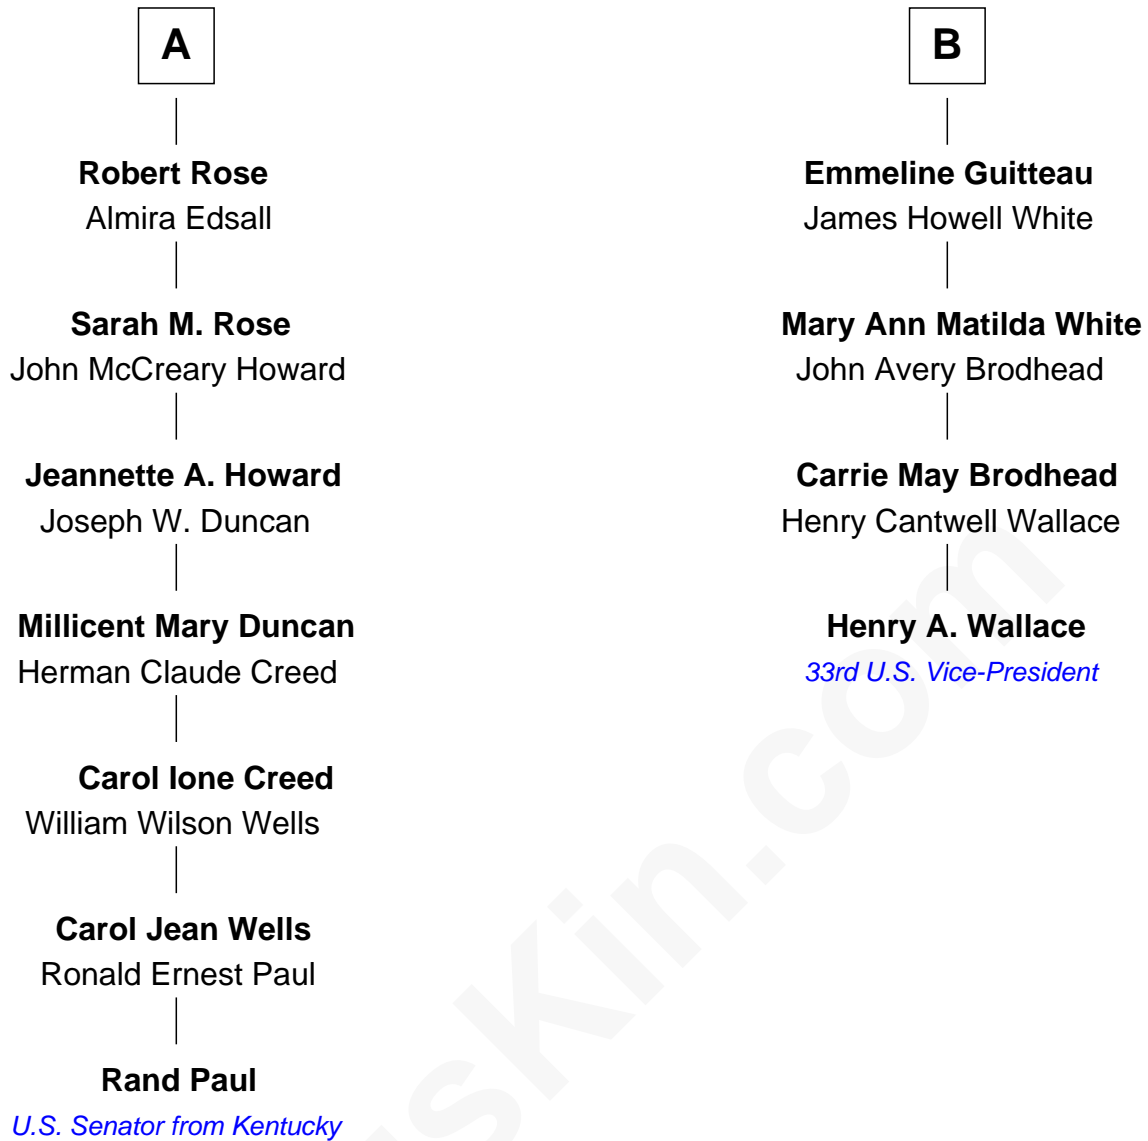 A
Robert Rose
Almira Edsall
Sarah M. Rose
John McCreary Howard
Jeannette A. Howard
Joseph W. Duncan
Millicent Mary Duncan
Herman Claude Creed
Carol Ione Creed
William Wilson Wells
Carol Jean Wells
Ronald Ernest Paul
Rand Paul
U.S. Senator from Kentucky
B
Emmeline Guitteau
James Howell White
Mary Ann Matilda White
John Avery Brodhead
Carrie May Brodhead
Henry Cantwell Wallace
Henry A. Wallace
33rd U.S. Vice-President